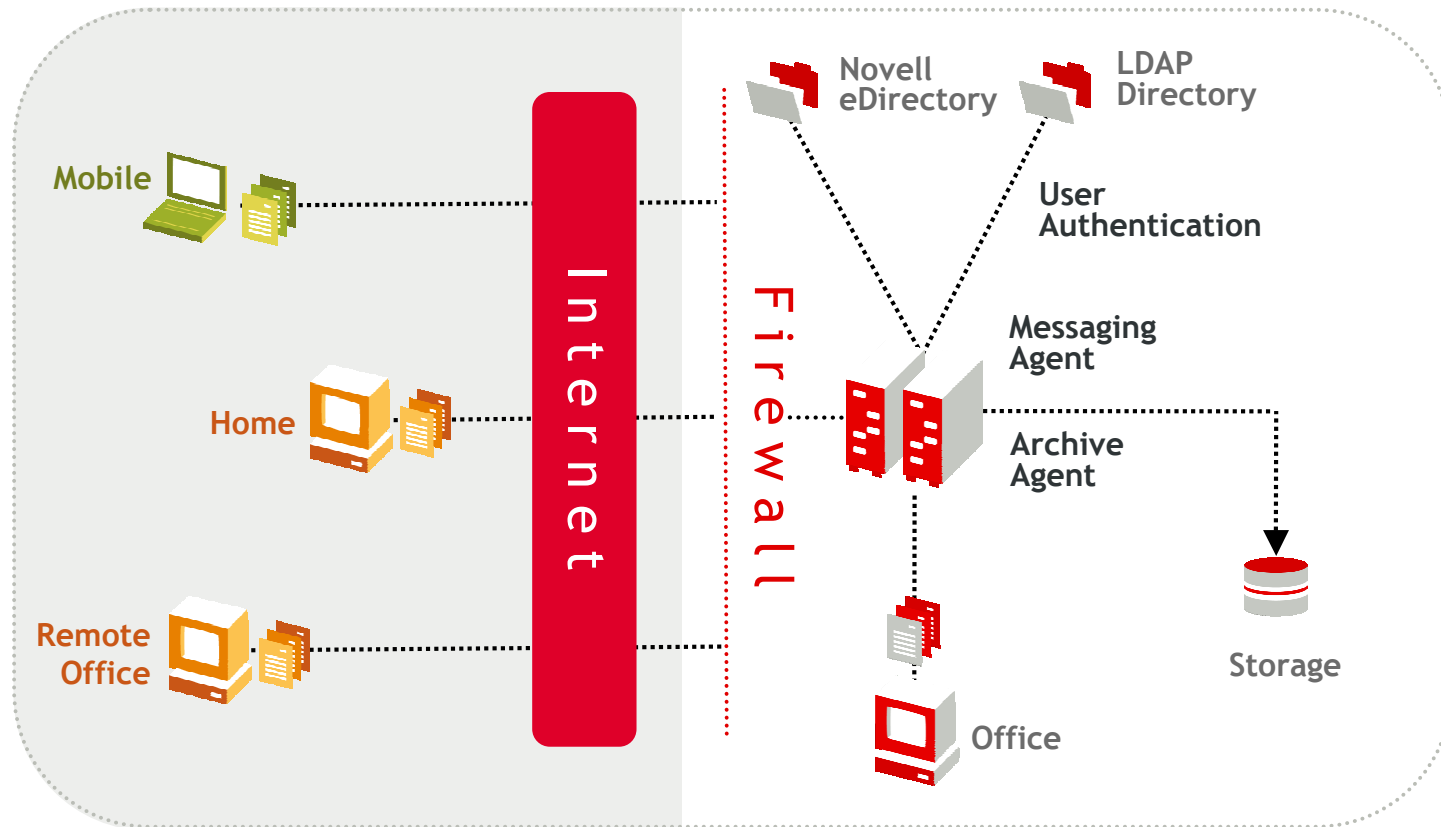 Novell
eDirectory
LDAP
Directory
Mobile
User
Authentication
Internet
Firewall
Messaging
Agent
Home
Archive
Agent
Remote
Office
Storage
Office